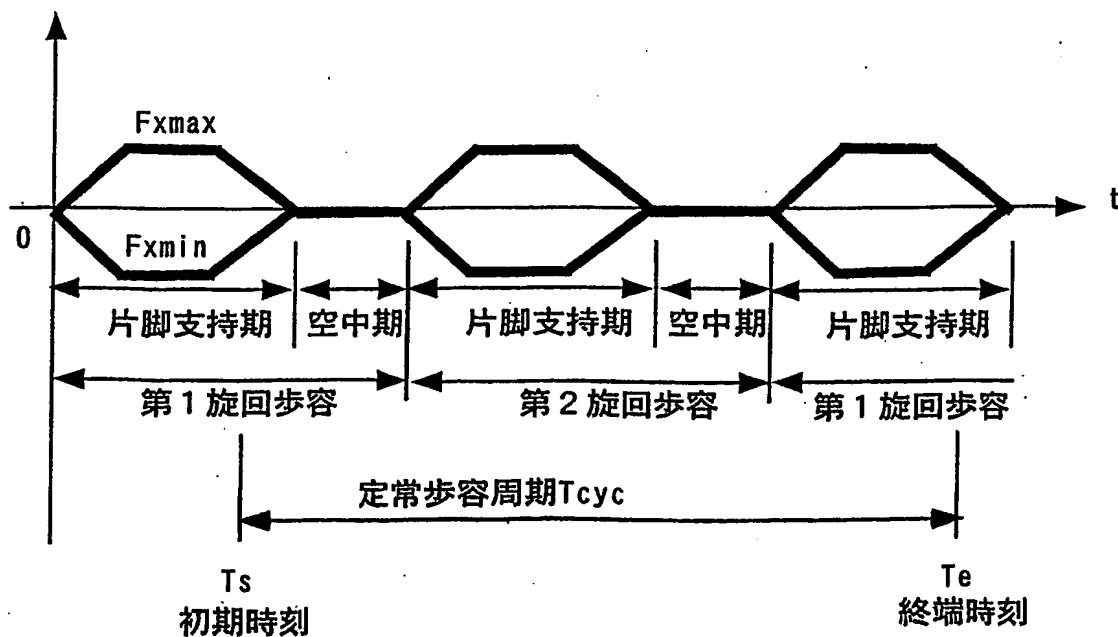 Fxmax
t
0
Fxmin
片脚支持期 空中期 片脚支持期 空中期 片脚支持期
第1旋回歩容 第2旋回歩容 第1旋回歩容
定常歩容周期Tcyc
Ts
初期時刻
Te
終端時刻